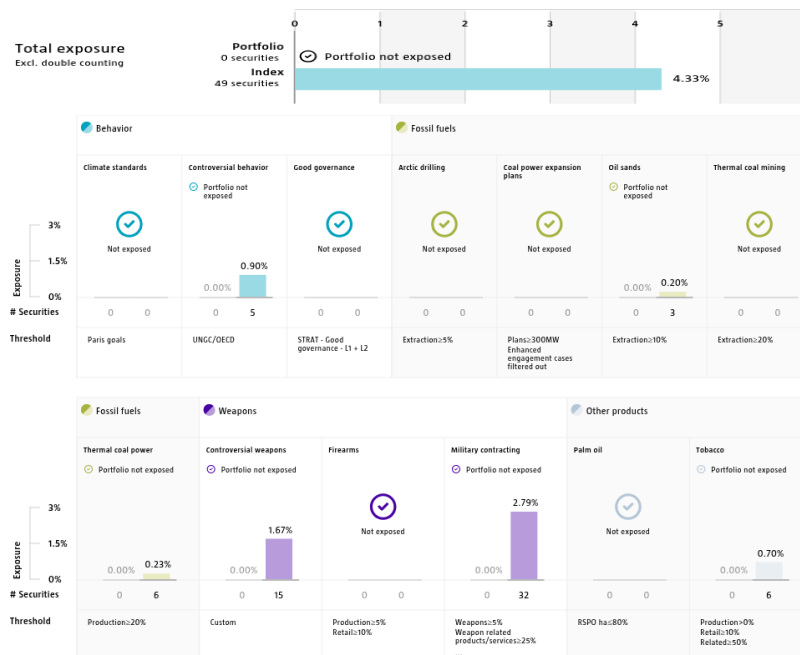 0 1 2 3 4 5
Total exposure
Excl. double counting
Portfolio
0 securities
Portfolio not exposed
Index
49 securities
4.33%
Behavior
Fossil fuels
Climate standards
Controversial behavior
Good governance
Arctic drilling
Coal power expansion
plans
Oil sands
Thermal coal mining
Portfolio not
exposed
Portfolio not
exposed
Not exposed
Not exposed
Not exposed
Not exposed
Not exposed
Exposure
3%
1.5%
0%
0.00% 0.90%
0.00% 0.20%
# Securities
0 0
0 5
0 0
0 0
0 0
0 3
0 0
Threshold
Paris goals
UNGC/OECD
STRAT - Good
governance - L1 + L2
Extraction≥5%
Plans≥300MW
Enhanced
engagement cases
filtered out
Extraction≥10%
Extraction≥20%
Fossil fuels
Weapons
Other products
Thermal coal power
Controversial weapons
Firearms
Military contracting
Palm oil
Tobacco
Portfolio not exposed
Portfolio not exposed
Portfolio not exposed
Portfolio not exposed
Not exposed
Not exposed
Exposure
3%
1.5%
0%
0.00% 0.23%
0.00% 1.67%
0.00% 2.79%
0.00% 0.70%
# Securities
0 6
0 15
0 0
0 32
0 0
0 6
Threshold
Production≥20%
Custom
Production≥5%
Retail≥10%
Weapons≥5%
Weapon related
products/services≥25%
RSPO ha≤80%
Production>0%
Retail≥10%
Related≥50%